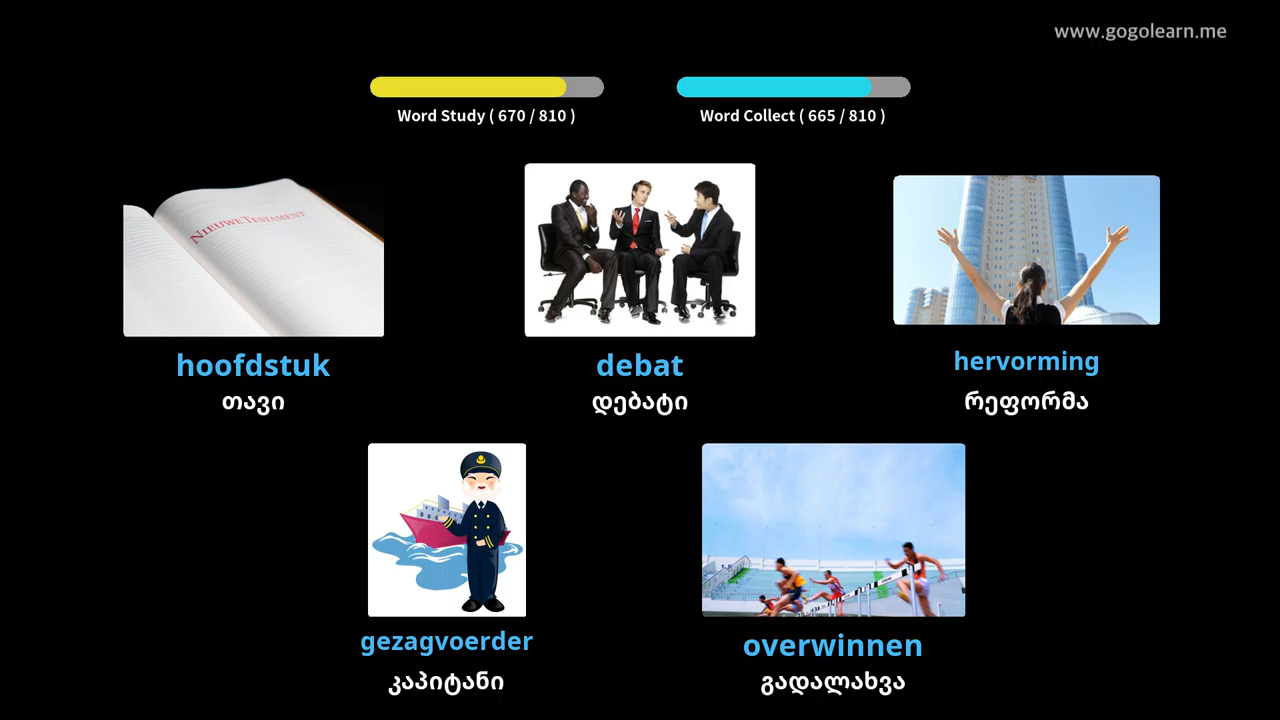 www.gogolearn.me
Word Study ( 670 / 810 )
Word Collect ( 665 / 810 )
NIEUWE TESTAMENT
hoofdstuk
თავი
debat
დებატი
hervorming
რეფორმა
gezagvoerder
კაპიტანი
overwinnen
გადალახვა